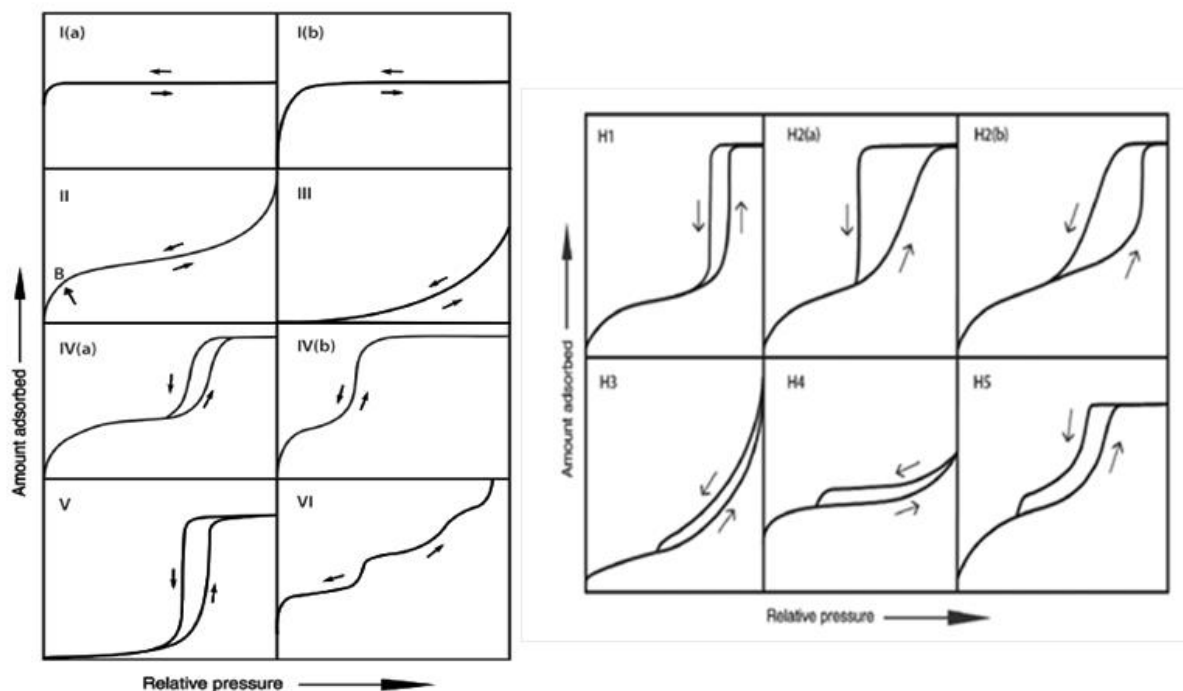 I(a)
I(b)
II
III
B
IV(a)
IV(b)
V
VI
Amount adsorbed
Relative pressure
H1
H2(a)
H2(b)
H3
H4
H5
Amount adsorbed
Relative pressure